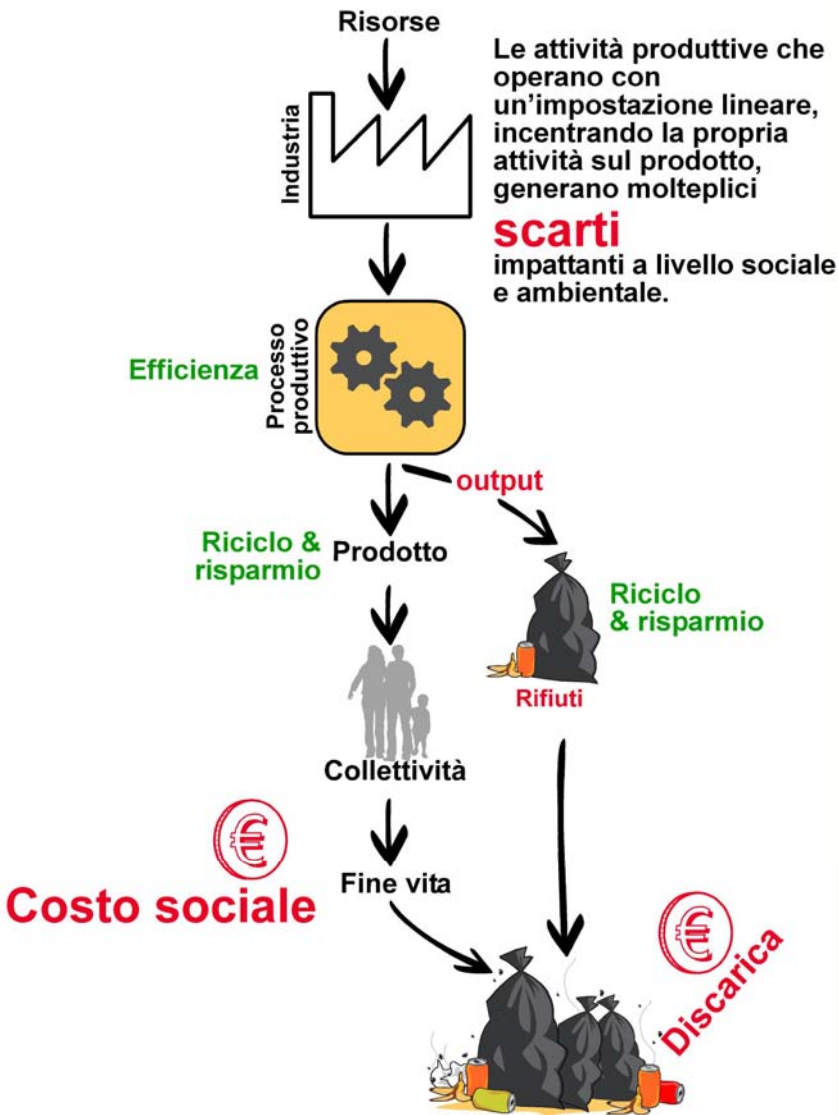 Risorse
Le attività produttive che
operano con
un'impostazione lineare,
incentrando la propria
attività sul prodotto,
generano molteplici
scarti
impattanti a livello sociale
e ambientale.
Industria
Efficienza
Processo
produttivo
output
Riciclo &
risparmio
Prodotto
Riciclo
& risparmio
Rifiuti
Collettività
€
Costo sociale
Fine vita
€
Discarica